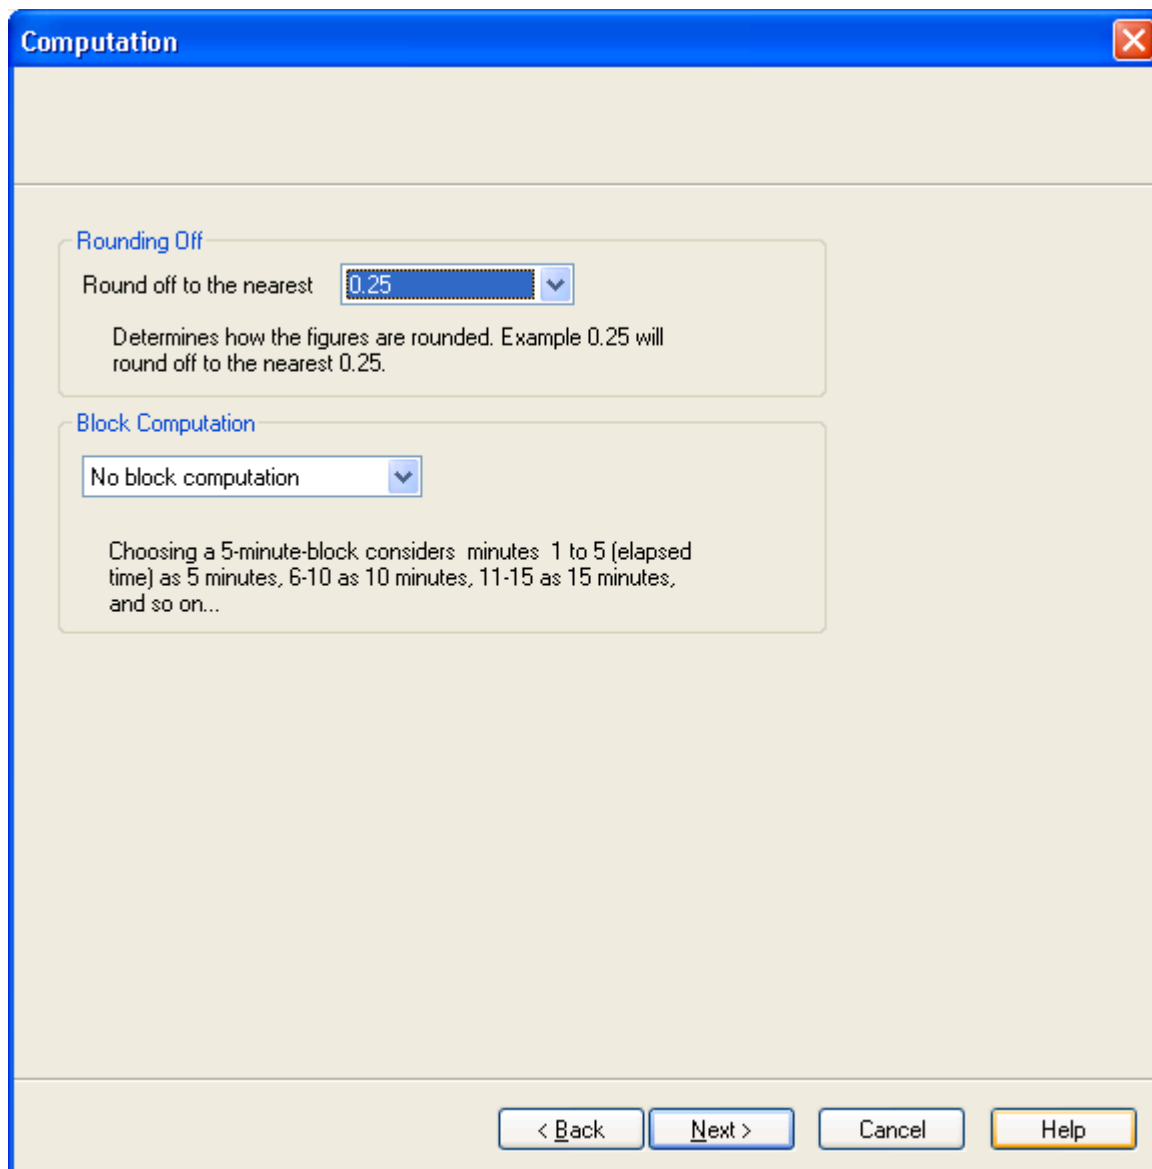 Computation
Rounding Off
Round off to the nearest 0.25
Determines how the figures are rounded. Example 0.25 will
round off to the nearest 0.25.
Block Computation
No block computation
Choosing a 5-minute-block considers  minutes  1 to 5 (elapsed
time) as 5 minutes, 6-10 as 10 minutes, 11-15 as 15 minutes,
and so on...
< Back Next > Cancel Help